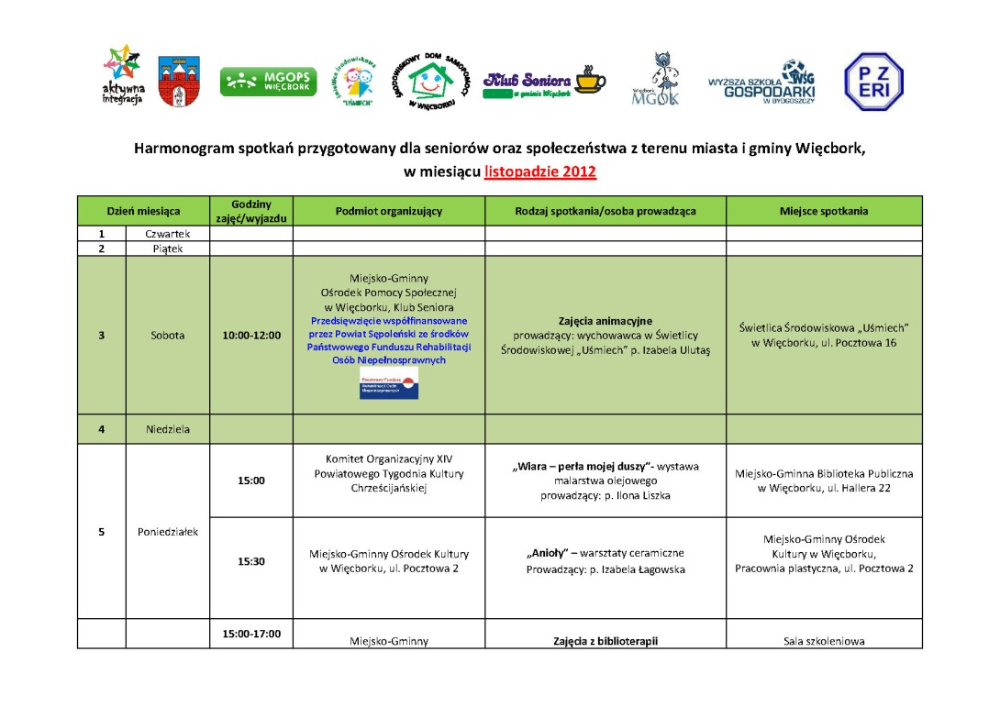 aktywna
integracja
MGOPS
WIĘCBORK
Świetlica Środowiskowa
"UŚMIECH"
ŚRODOWISKOWY DOM SAMOPOMOCY
W WIĘCBORKU
Klub Seniora
w gminie Więcbork
Więcbork
MGOK
WYŻSZA SZKOŁA WSG
GOSPODARKI
W BYDGOSZCZY
P Z
ERI
Harmonogram spotkań przygotowany dla seniorów oraz społeczeństwa z terenu miasta i gminy Więcbork,
w miesiącu listopadzie 2012
Dzień miesiąca
Godziny
zajęć/wyjazdu
Podmiot organizujący
Rodzaj spotkania/osoba prowadząca
Miejsce spotkania
1 Czwartek
2 Piątek
3 Sobota
10:00-12:00
Miejsko-Gminny
Ośrodek Pomocy Społecznej
w Więcborku, Klub Seniora
Przedsięwzięcie współfinansowane
przez Powiat Sępoleński ze środków
Państwowego Funduszu Rehabilitacji
Osób Niepełnosprawnych
Państwowy Fundusz
Rehabilitacji Osób
Niepełnosprawnych
Zajęcia animacyjne
prowadzący: wychowawca w Świetlicy
Środowiskowej „Uśmiech” p. Izabela Ulutaş
Świetlica Środowiskowa „Uśmiech”
w Więcborku, ul. Pocztowa 16
4 Niedziela
5 Poniedziałek
15:00
Komitet Organizacyjny XIV
Powiatowego Tygodnia Kultury
Chrześcijańskiej
„Wiara – perła mojej duszy”- wystawa
malarstwa olejowego
prowadzący: p. Ilona Liszka
Miejsko-Gminna Biblioteka Publiczna
w Więcborku, ul. Hallera 22
15:30
Miejsko-Gminny Ośrodek Kultury
w Więcborku, ul. Pocztowa 2
„Anioły” – warsztaty ceramiczne
Prowadzący: p. Izabela Łagowska
Miejsko-Gminny Ośrodek
Kultury w Więcborku,
Pracownia plastyczna, ul. Pocztowa 2
15:00-17:00
Miejsko-Gminny
Zajęcia z biblioterapii
Sala szkoleniowa